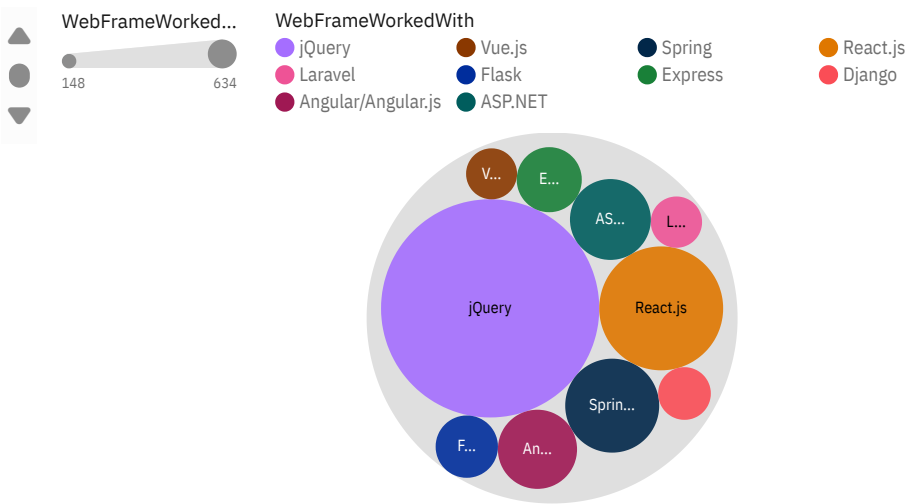 WebFrameWorked...
148 634
WebFrameWorkedWith
jQuery Vue.js Spring React.js
Laravel Flask Express Django
Angular/Angular.js ASP.NET
V... E...
AS... L...
jQuery React.js
Sprin...
F... An...